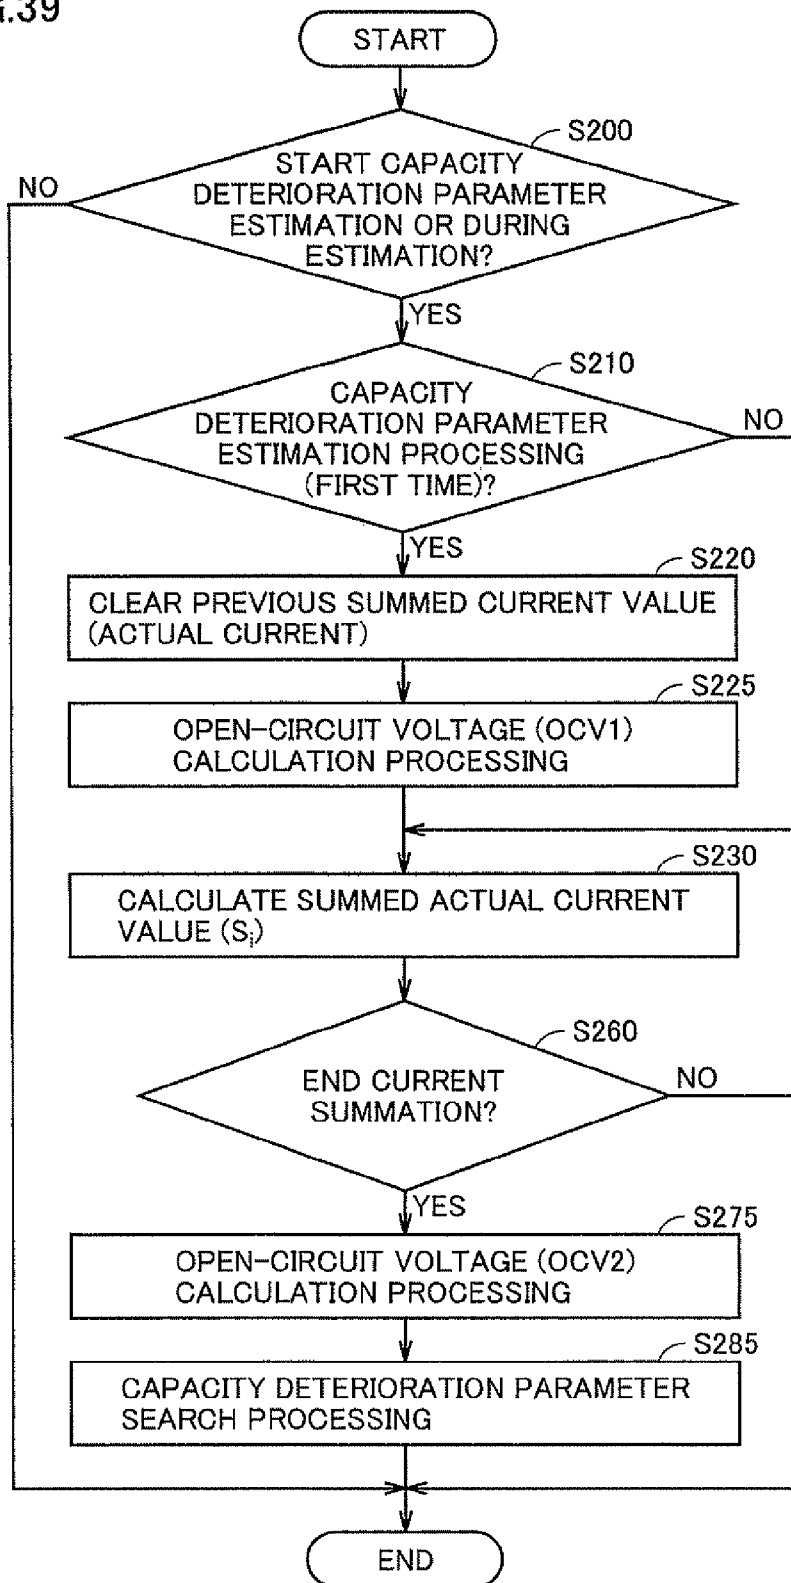 .39
START
S200
START CAPACITY
DETERIORATION PARAMETER
ESTIMATION OR DURING
ESTIMATION?
NO
YES
S210
CAPACITY
DETERIORATION PARAMETER
ESTIMATION PROCESSING
(FIRST TIME)?
NO
YES
S220
CLEAR PREVIOUS SUMMED CURRENT VALUE
(ACTUAL CURRENT)
S225
OPEN-CIRCUIT VOLTAGE (OCV1)
CALCULATION PROCESSING
S230
CALCULATE SUMMED ACTUAL CURRENT
VALUE (Si)
S260
END CURRENT
SUMMATION?
NO
YES
S275
OPEN-CIRCUIT VOLTAGE (OCV2)
CALCULATION PROCESSING
S285
CAPACITY DETERIORATION PARAMETER
SEARCH PROCESSING
END